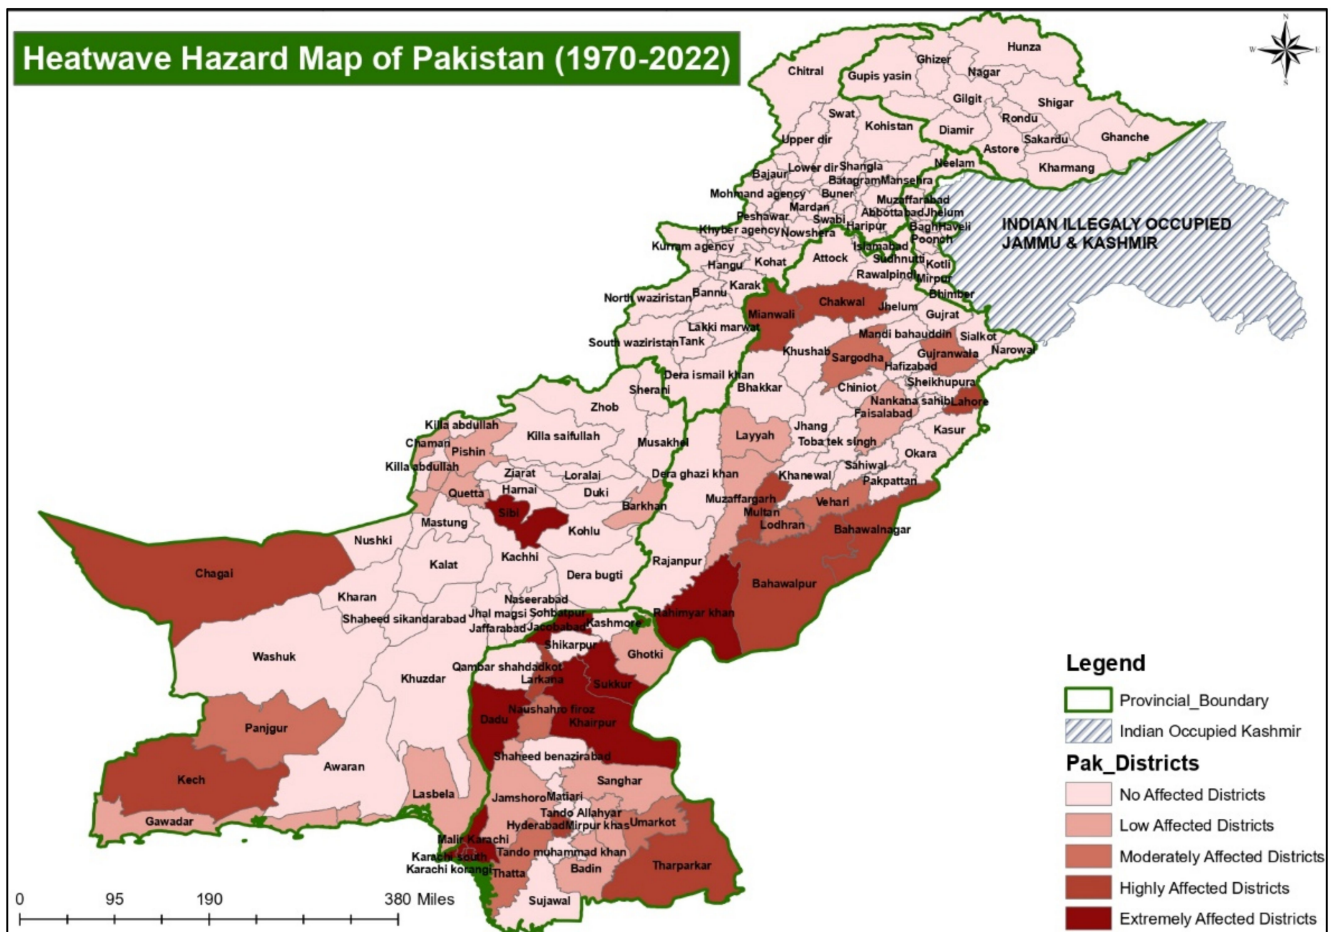 Heatwave Hazard Map of Pakistan (1970-2022)
N
W
E
S
Hunza
Ghizer
Chitral
Gupis yasin
Nagar
Gilgit
Shigar
Swat
Rondu
Kohistan
Diamir
Sakardu
Ghanche
Upper dir
Astore
Neelam
Kharmang
Lower dir
Shangla
Bajaur
Batagram
Mansehra
Mohmand agency
Buner
Muzaffarabad
Mardan
Abbottabad
Jhelum
Peshawar
Swabi
Haripur
Bagh
Haveli
INDIAN ILLEGALY OCCUPIED
JAMMU & KASHMIR
Khyber agency
Nowshera
Poonch
Kurram agency
Islamabad
Attock
Sudhnutti
Kohat
Hangu
Kotli
Rawalpindi
Mirpur
Karak
Bannu
North waziristan
Bhimber
Chakwal
Jhelum
Mianwali
Gujrat
Lakki marwat
Mandi bahauddin
Sialkot
South waziristan
Tank
Khushab
Narowal
Sargodha
Gujranwala
Hafizabad
Dera ismail khan
Sheikhupura
Bhakkar
Chiniot
Sherani
Nankana sahib
Lahore
Zhob
Faisalabad
Killa abdullah
Jhang
Kasur
Killa saifullah
Layyah
Chaman
Musakhel
Toba tek singh
Pishin
Okara
Killa abdullah
Sahiwal
Ziarat
Loralai
Dera ghazi khan
Khanewal
Pakpattan
Harnai
Quetta
Duki
Muzaffargarh
Vehari
Barkhan
Sibi
Multan
Mastung
Lodhran
Kohlu
Bahawalnagar
Nushki
Kachhi
Rajanpur
Kalat
Chagai
Dera bugti
Bahawalpur
Kharan
Naseerabad
Shaheed sikandarabad
Jhal magsi
Sohbatpur
Rahimyar khan
Jaffarabad
Jacobabad
Kashmore
Shikarpur
Washuk
Ghotki
Qambar shahdadkot
Khuzdar
Larkana
Sukkur
Naushahro firoz
Dadu
Khairpur
Panjgur
Shaheed benazirabad
Awaran
Kech
Sanghar
Lasbela
Jamshoro
Matiari
Tando Allahyar
Gawadar
Hyderabad
Mirpur khas
Umarkot
Malir Karachi
Karachi south
Tando muhammad khan
Karachi korangi
Thatta
Badin
Tharparkar
Sujawal
0 95 190 380 Miles
Legend
Provincial_Boundary
Indian Occupied Kashmir
Pak_Districts
No Affected Districts
Low Affected Districts
Moderately Affected Districts
Highly Affected Districts
Extremely Affected Districts